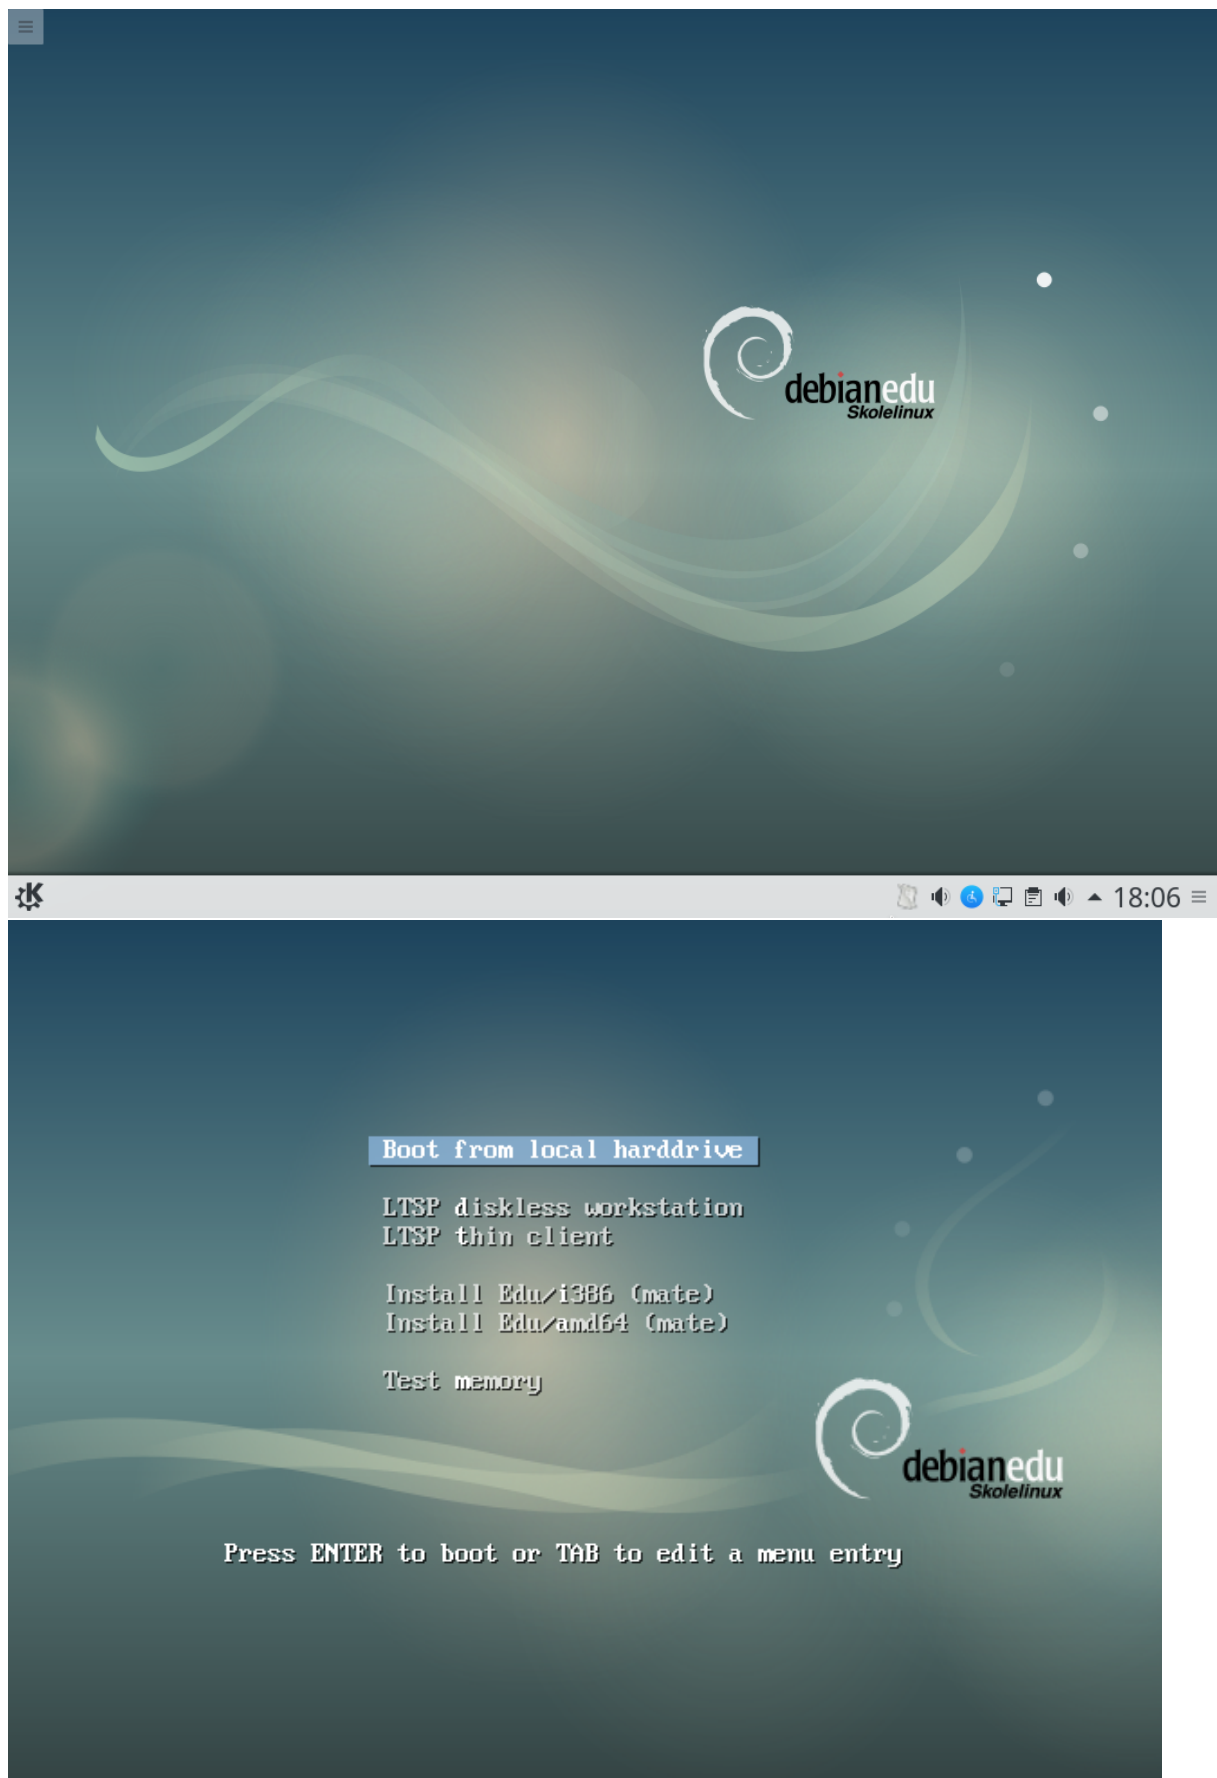 debianedu
Skolelinux
18:06
Boot from local harddrive
LTSP diskless workstation
LTSP thin client
Install Edu/i386 (mate)
Install Edu/amd64 (mate)
Test memory
debianedu
Skolelinux
Press ENTER to boot or TAB to edit a menu entry